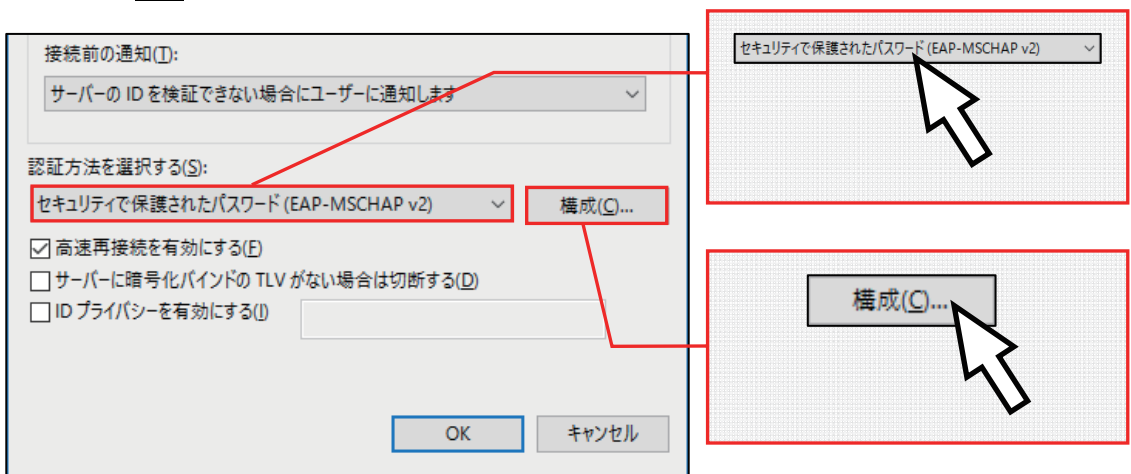 接続前の通知(T):
サーバーの ID を検証できない場合にユーザーに通知します
認証方法を選択する(S):
セキュリティで保護されたパスワード (EAP-MSCHAP v2)
構成(C)...
高速再接続を有効にする(F)
サーバーに暗号化バインドの TLV がない場合は切断する(D)
ID プライバシーを有効にする(I)
OK
キャンセル
セキュリティで保護されたパスワード (EAP-MSCHAP v2)
構成(C)...